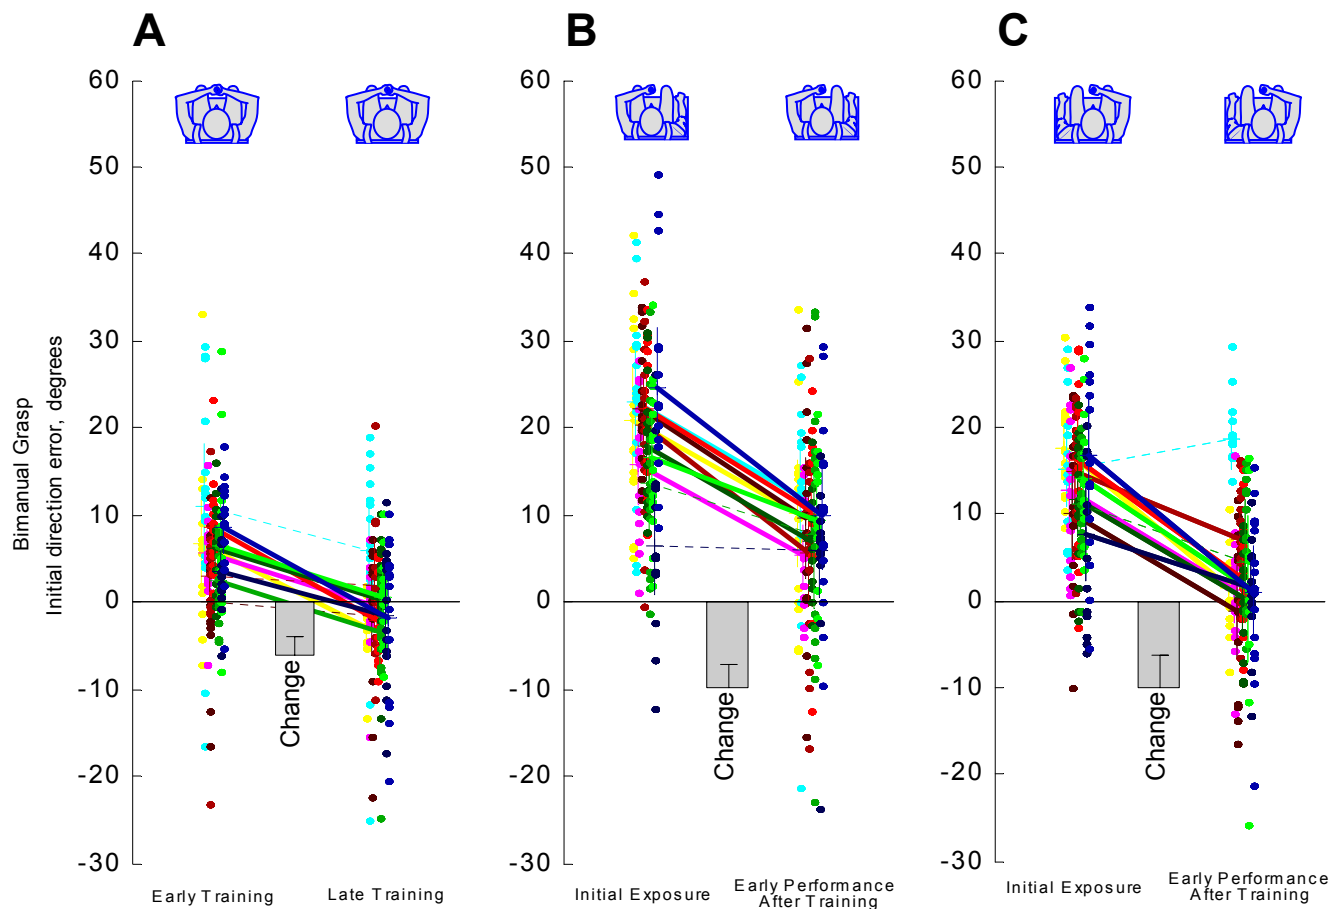 A
B
C
Bimanual Grasp
Initial direction error, degrees
60
50
40
30
20
10
0
-10
-20
-30
Change
Early Training
Late Training
60
50
40
30
20
10
0
-10
-20
-30
Change
Initial Exposure
Early Performance
After Training
60
50
40
30
20
10
0
-10
-20
-30
Change
Initial Exposure
Early Performance
After Training